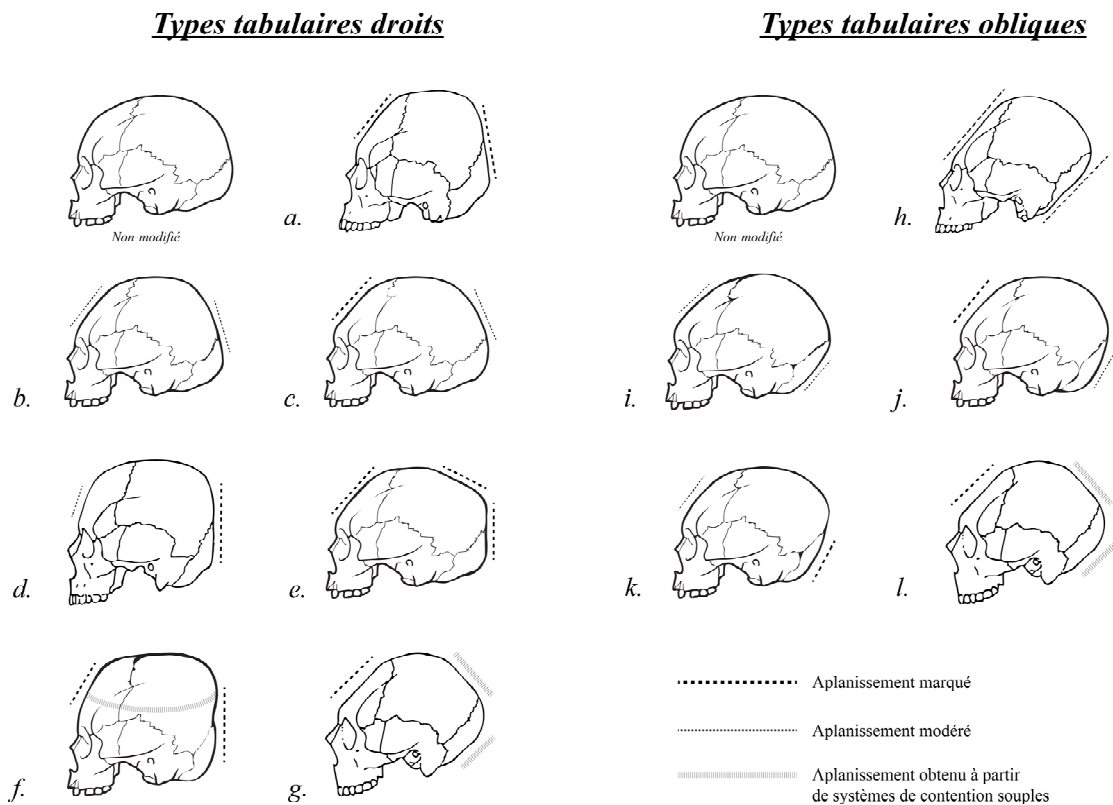 Types tabulaires droits
Types tabulaires obliques
Non modifié
a.
Non modifié
h.
b.
c.
i.
j.
d.
e.
k.
l.
f.
g.
Aplanissement marqué
Aplanissement modéré
Aplanissement obtenu à partir
de systèmes de contention souples